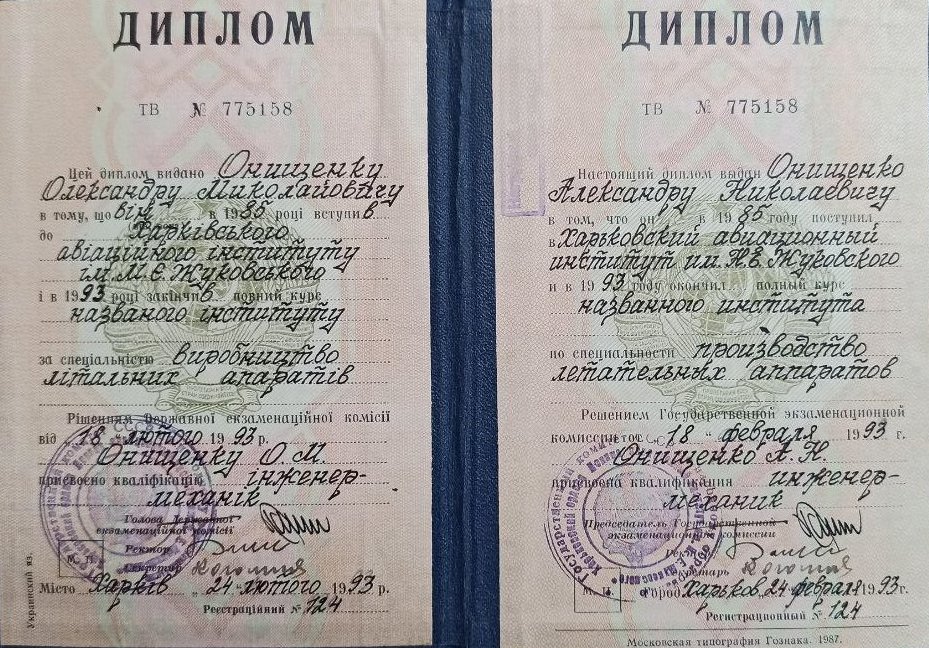 ДИПЛОМ
ТВ № 775158
Цей диплом видано Онищенку
Олександру Миколайовичу
в тому, що він в 1985 році вступив
до Харківського
авіаційного інституту
ім. М.Є. Жуковського
і в 1993 році закінчив повний курс
названого інституту
за спеціальністю виробництво
літальних апаратів
Рішенням Державної екзаменаційної комісії
від 18 „ лютого 1993 р.
Онищенку О.М.
присвоєно кваліфікацію інженер-
механік
Голова Державної
екзаменаційної комісії
Ректор
Секретар
М. П.
Місто Харків „ 24 „ лютого 1993 р.
Реєстраційний № 124
Украинский яз.
ДИПЛОМ
ТВ № 775158
Настоящий диплом выдан Онищенко
Александру Николаевичу
в том, что он в 1985 году поступил
в Харьковский авиационный
институт им. Н.Е. Жуковского
и в 1993 году окончил полный курс
названного института
по специальности производство
летательных аппаратов
Решением Государственной экзаменационной
комиссии от 18 „ февраля 1993 г.
Онищенко А.Н.
присвоена квалификация инженер-
механик
Председатель Государственной
экзаменационной комиссии
Ректор
Секретарь
М. П.
Город Харьков, 24 февраля 1993 г.
Регистрационный № 124
Московская типография Гознака. 1987.